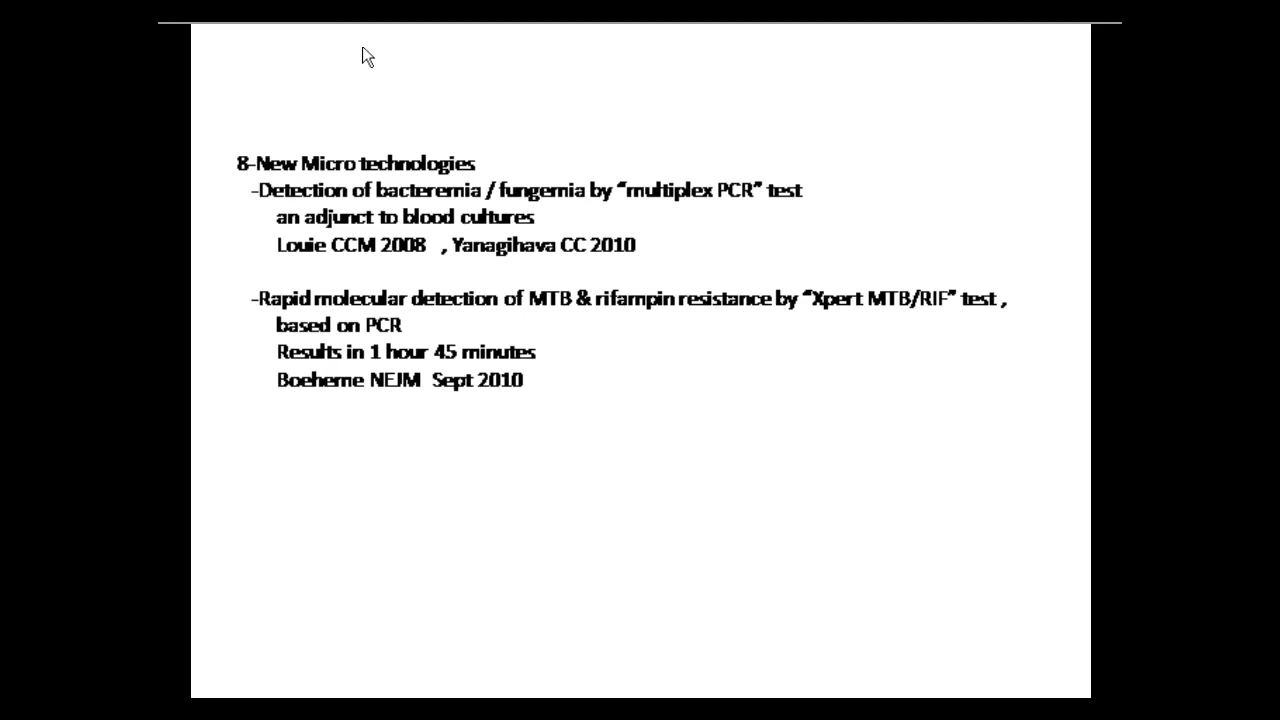 8-New Micro technologies
-Detection of bacteremia / fungemia by “multiplex PCR” test
an adjunct to blood cultures
Louie CCM 2008 , Yanagihava CC 2010
-Rapid molecular detection of MTB & rifampin resistance by “Xpert MTB/RIF” test ,
based on PCR
Results in 1 hour 45 minutes
Boeheme NEJM Sept 2010